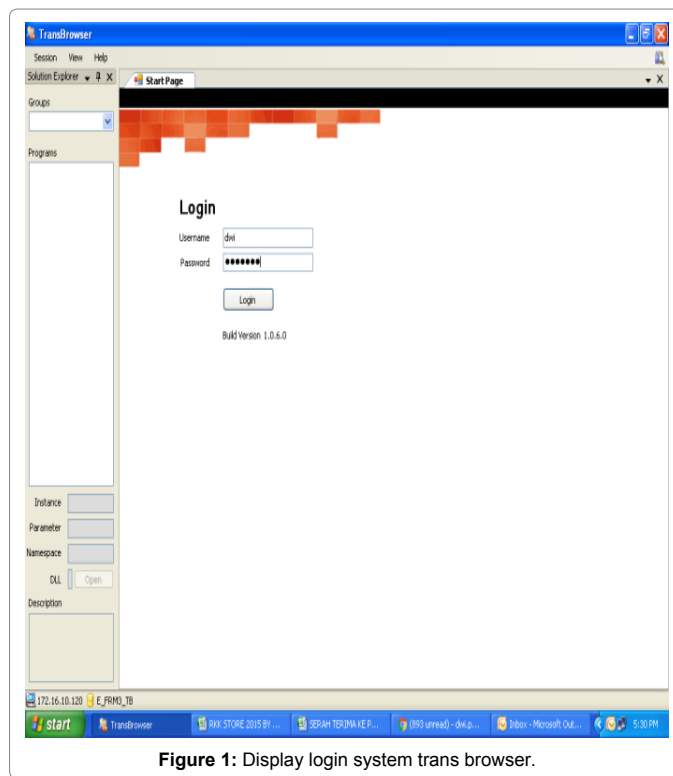 TransBrowser
Session View Help
Solution Explorer
Start Page
Groups
Programs
Login
Username dwi
Password
Login
Build Version 1.0.6.0
Instance
Parameter
Namespace
DLL Open
Description
172.16.10.120 E_FRM3_TB
start TransBrowser RKK STORE 2015 BY ... SERAH TERIMA KE P... (893 unread) - dwi.p... Inbox - Microsoft Out... 5:30 PM
Figure 1: Display login system trans browser.